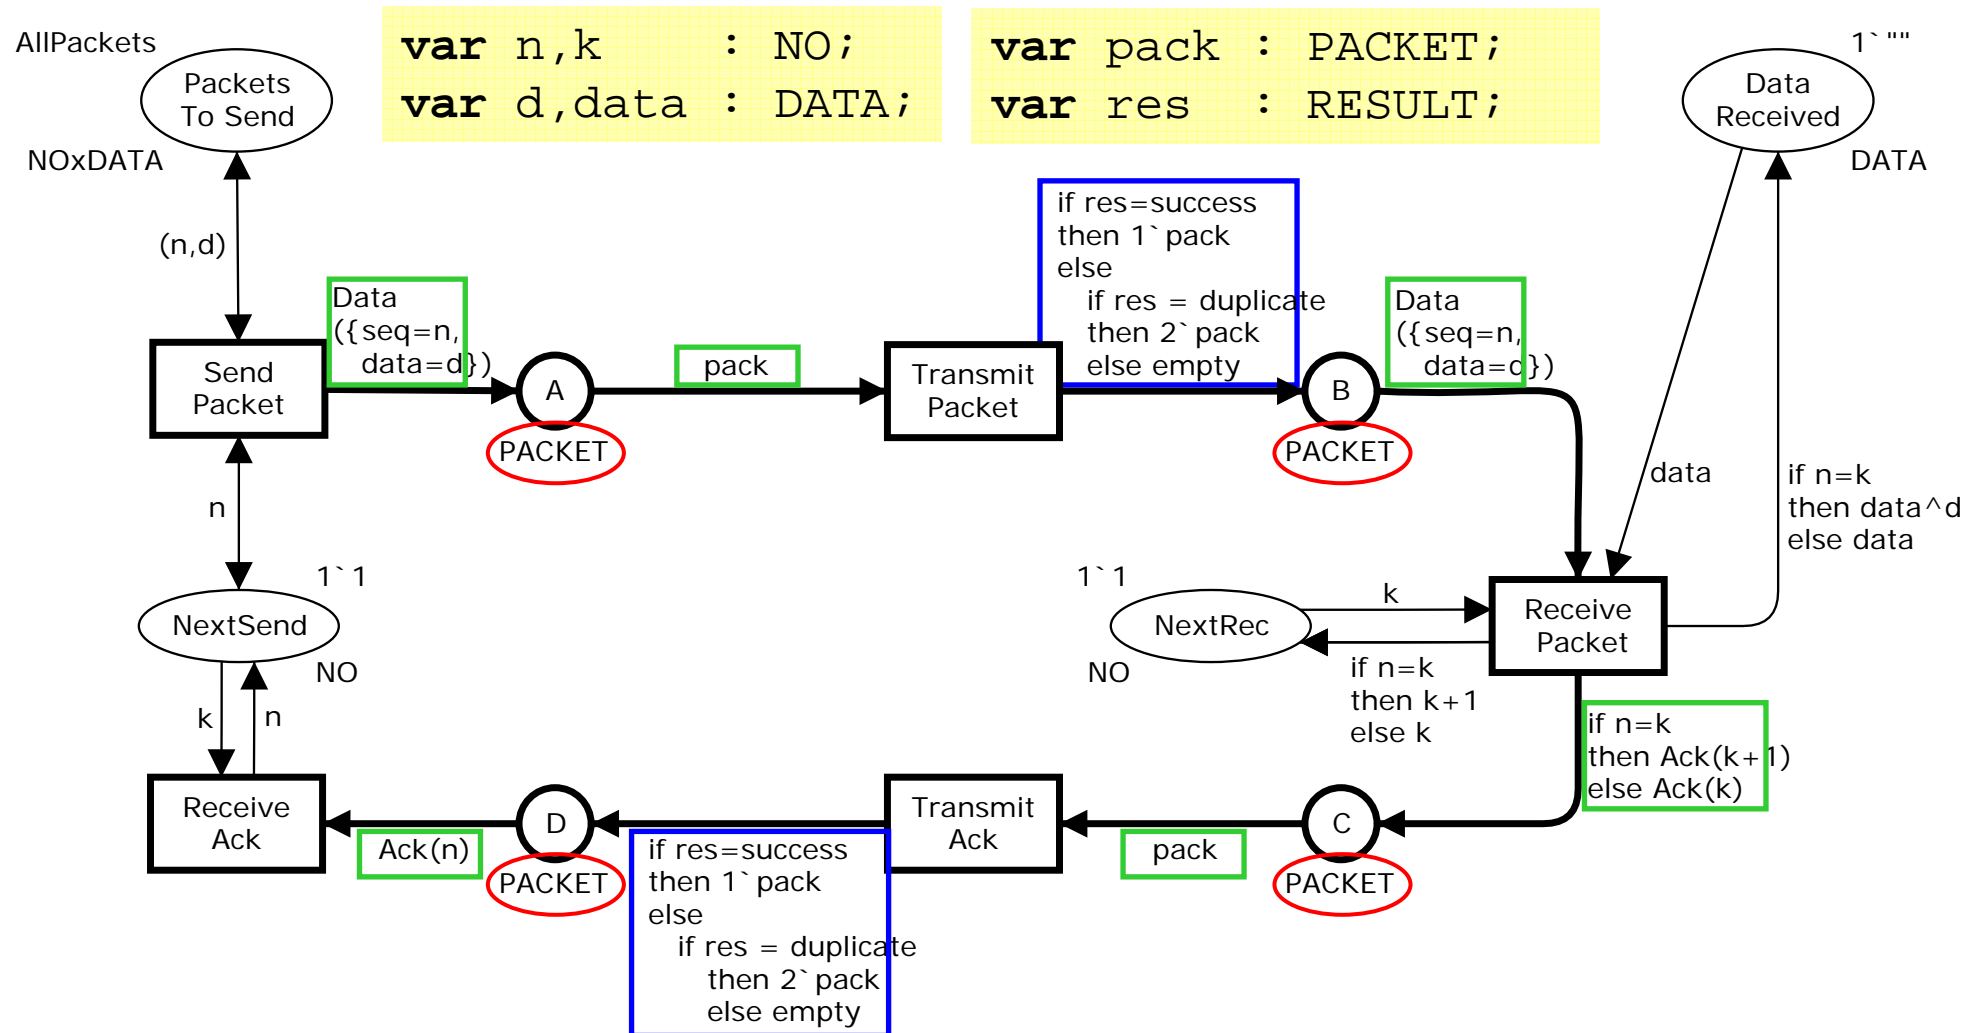 AllPackets
Packets
To Send
NOxDATA
var n,k : NO;
var d,data : DATA;
var pack : PACKET;
var res : RESULT;
1`""
Data
Received
DATA
(n,d)
Data
({seq=n,
data=d})
if res=success
then 1`pack
else
if res = duplicate
then 2`pack
else empty
Data
({seq=n,
data=d})
Send
Packet
A
PACKET
pack
Transmit
Packet
B
PACKET
data
if n=k
then data^d
else data
n
1`1
NextSend
NO
1`1
NextRec
NO
k
if n=k
then k+1
else k
Receive
Packet
k
n
if n=k
then Ack(k+1)
else Ack(k)
Receive
Ack
Ack(n)
D
PACKET
if res=success
then 1`pack
else
if res = duplicate
then 2`pack
else empty
Transmit
Ack
pack
C
PACKET